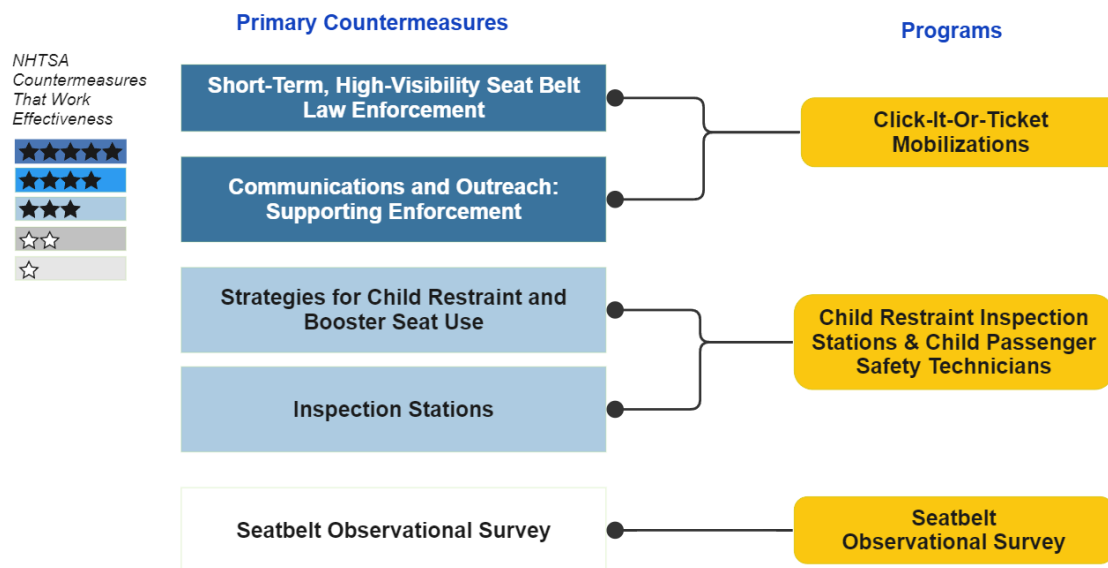 Primary Countermeasures
Programs
NHTSA
Countermeasures
That Work
Effectiveness
Short-Term, High-Visibility Seat Belt
Law Enforcement
Click-It-Or-Ticket
Mobilizations
Communications and Outreach:
Supporting Enforcement
Strategies for Child Restraint and
Booster Seat Use
Child Restraint Inspection
Stations & Child Passenger
Safety Technicians
Inspection Stations
Seatbelt Observational Survey
Seatbelt
Observational Survey